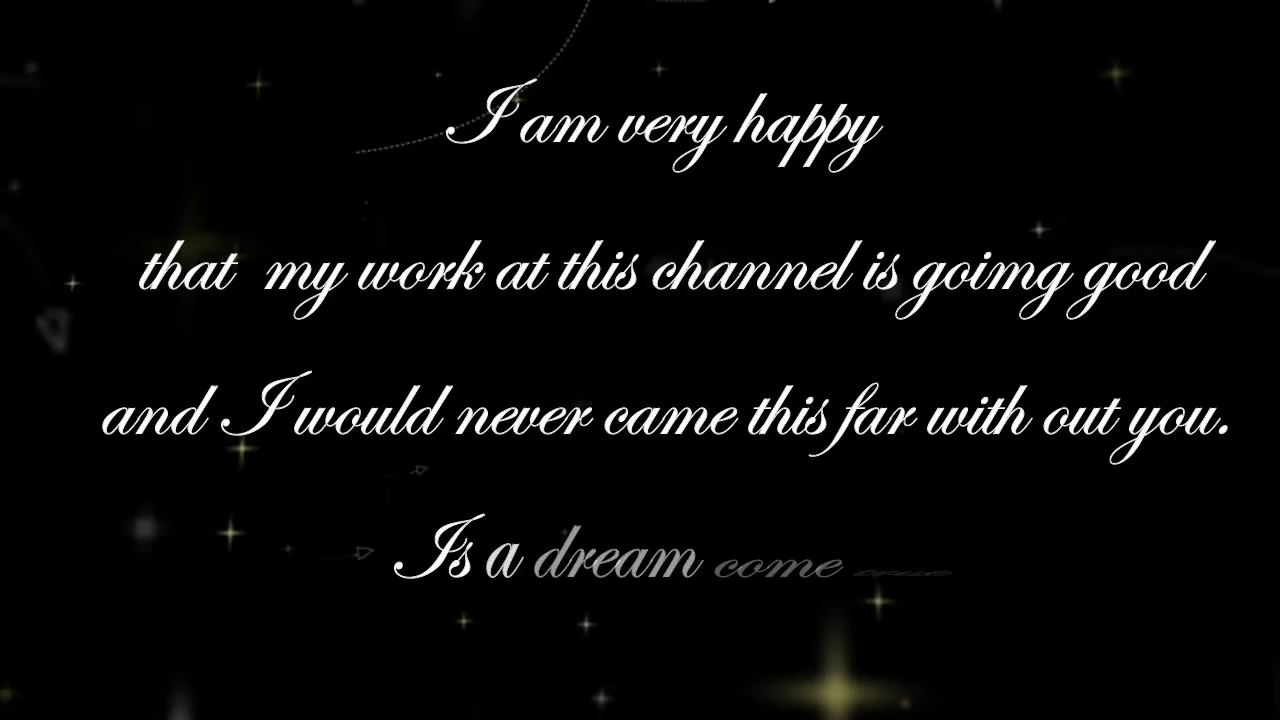 I am very happy
that my work at this channel is goimg good
and I would never came this far with out you.
Is a dream come